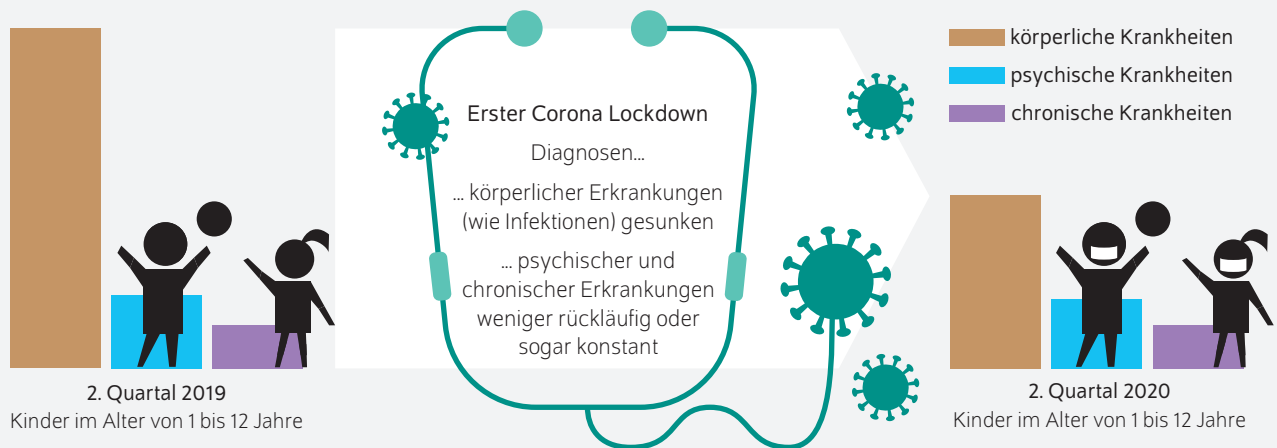 2. Quartal 2019
Kinder im Alter von 1 bis 12 Jahre
Erster Corona Lockdown
Diagnosen...
... körperlicher Erkrankungen
(wie Infektionen) gesunken
... psychischer und
chronischer Erkrankungen
weniger rückläufig oder
sogar konstant
körperliche Krankheiten
psychische Krankheiten
chronische Krankheiten
2. Quartal 2020
Kinder im Alter von 1 bis 12 Jahre